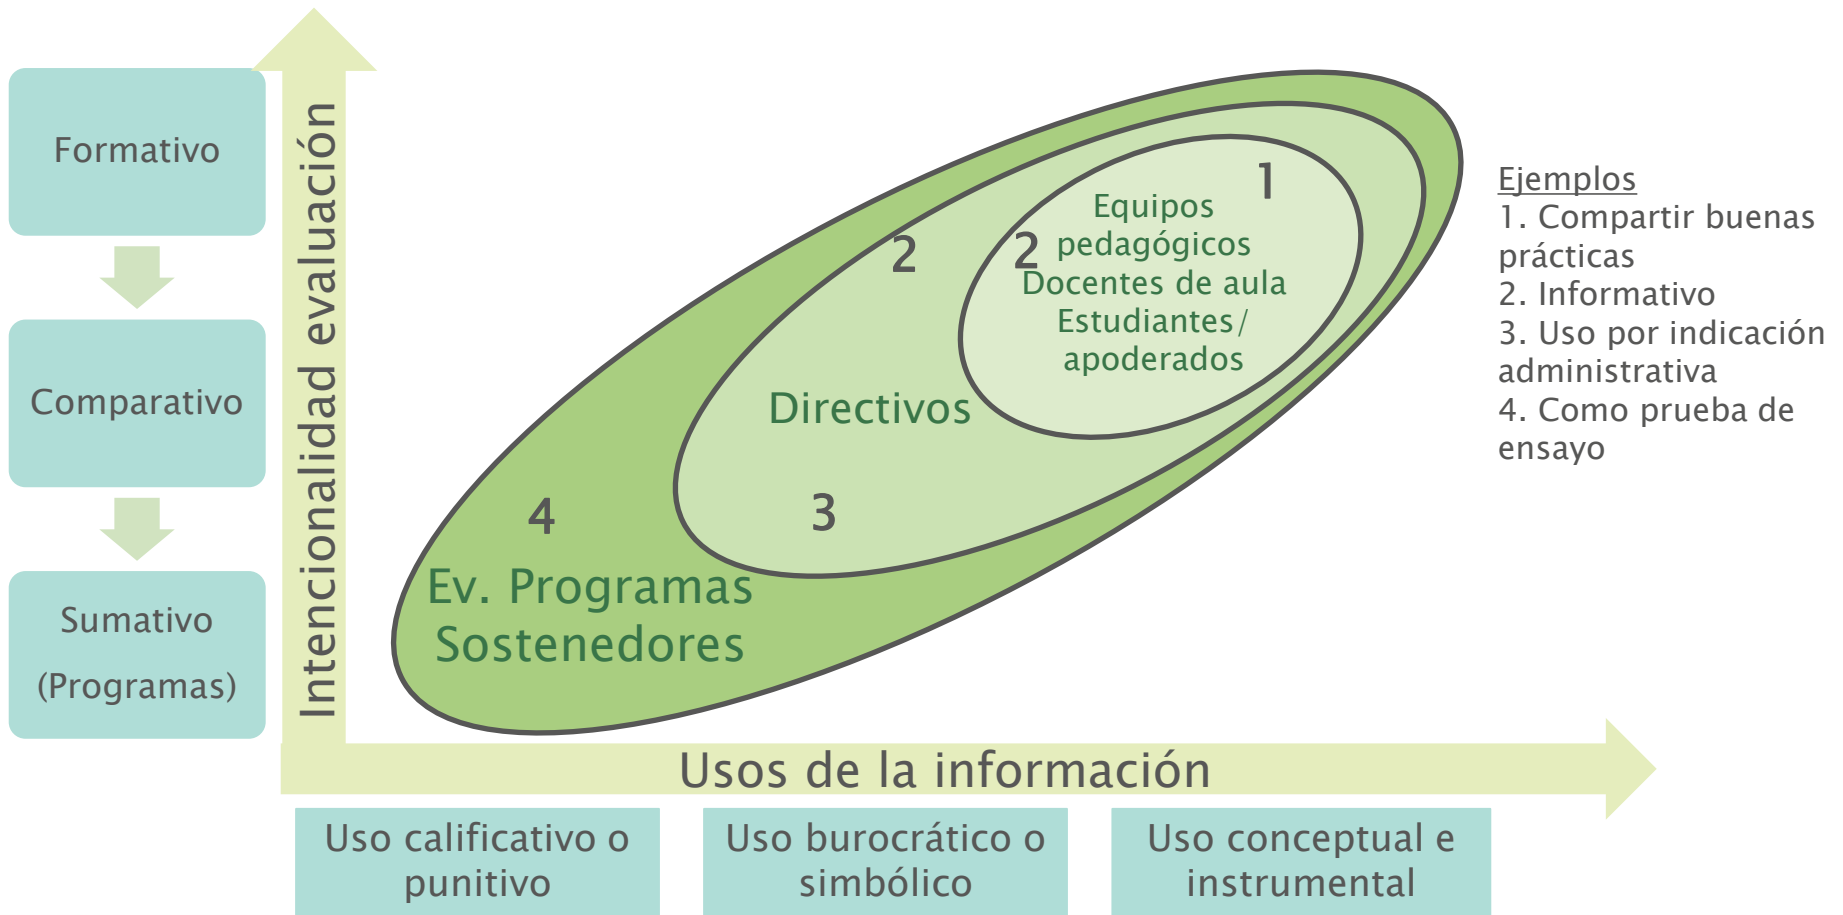 Formativo
Comparativo
Sumativo
(Programas)
Intencionalidad evaluación
1
Equipos
pedagógicos
2
2
Docentes de aula
Estudiantes/
apoderados
Directivos
3
4
Ev. Programas
Sostenedores
Ejemplos
1. Compartir buenas
prácticas
2. Informativo
3. Uso por indicación
administrativa
4. Como prueba de
ensayo
Usos de la información
Uso calificativo o
punitivo
Uso burocrático o
simbólico
Uso conceptual e
instrumental